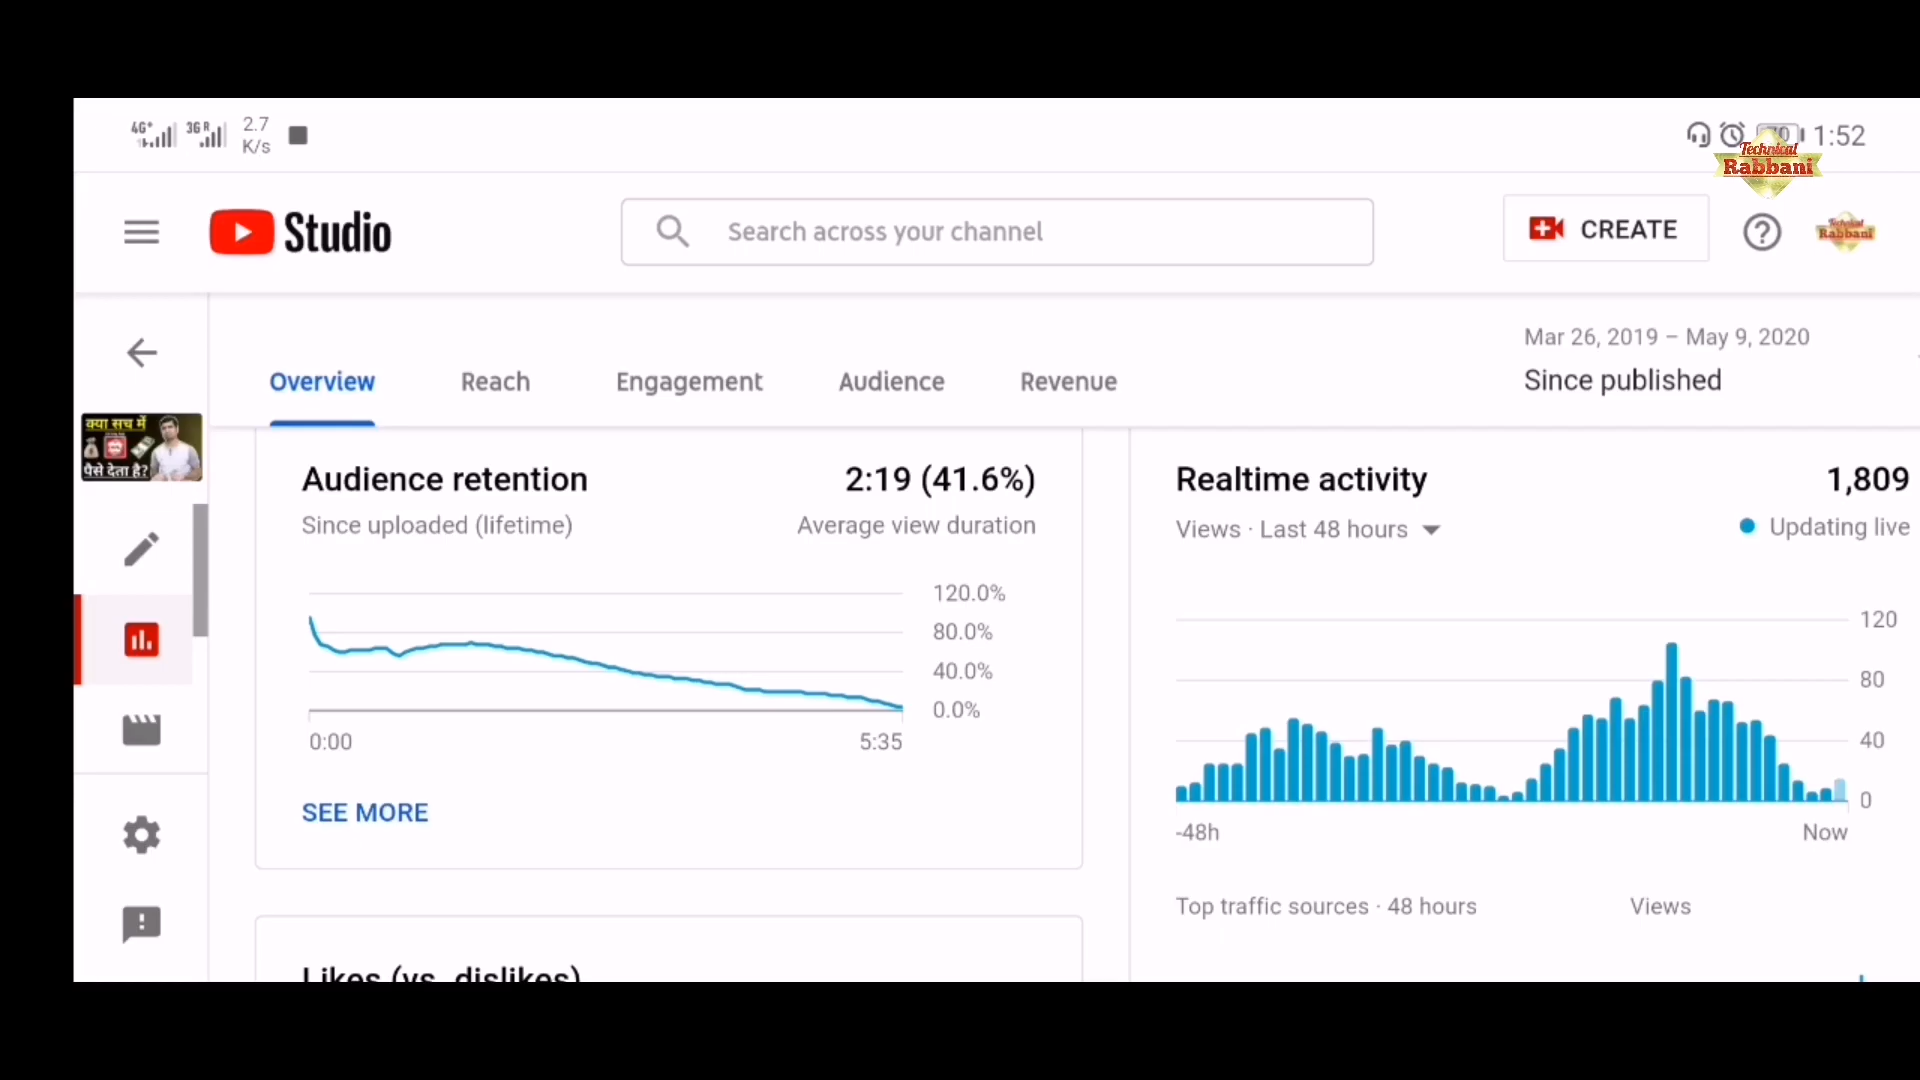 4G+ 3G R 2.7 K/s 1:52
Technical
Rabbani
Studio
Search across your channel
CREATE
Technical
Rabbani
Overview Reach Engagement Audience Revenue
Mar 26, 2019 – May 9, 2020
Since published
क्या सच में
पैसे देता है?
Audience retention 2:19 (41.6%)
Since uploaded (lifetime) Average view duration
120.0%
80.0%
40.0%
0.0%
0:00 5:35
SEE MORE
Likes (vs. dislikes)
Realtime activity 1,809
Views · Last 48 hours Updating live
120
80
40
0
-48h Now
Top traffic sources · 48 hours Views